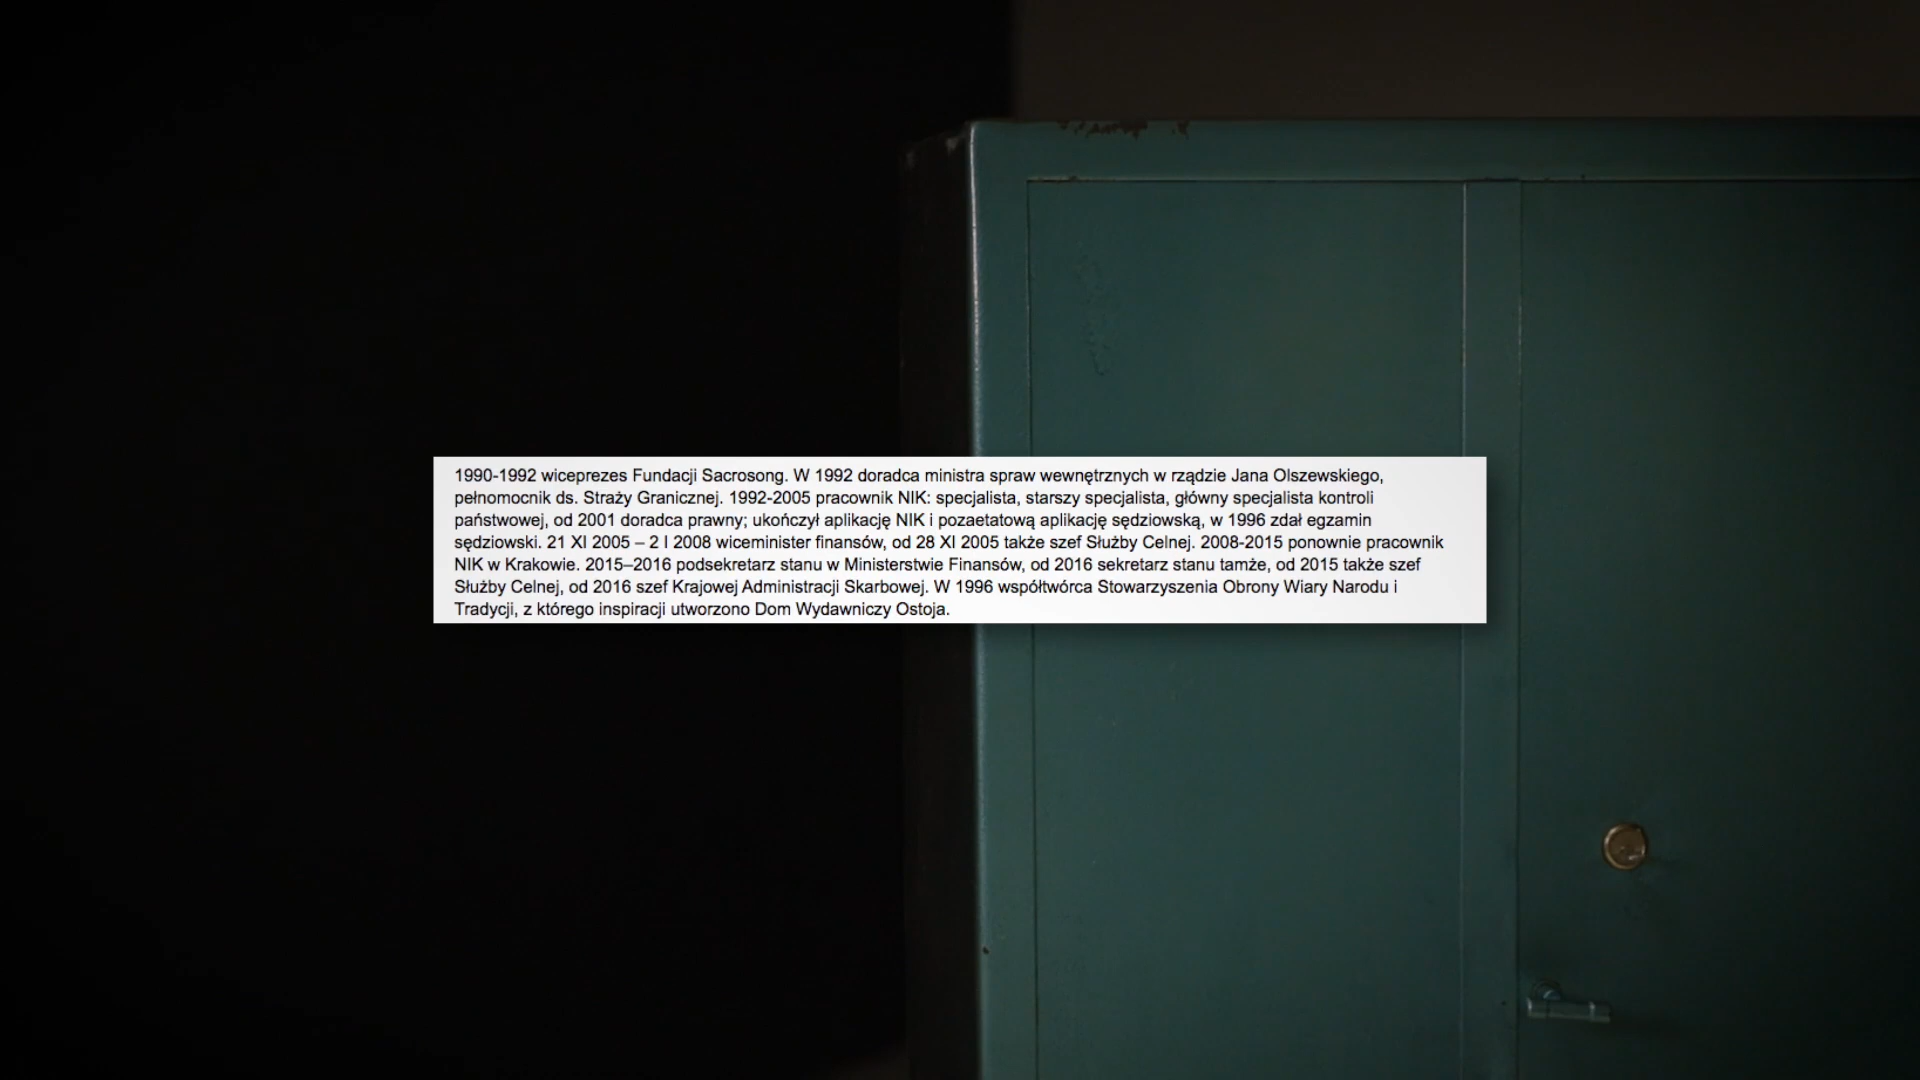 1990-1992 wiceprezes Fundacji Sacrosong. W 1992 doradca ministra spraw wewnętrznych w rządzie Jana Olszewskiego,
pełnomocnik ds. Straży Granicznej. 1992-2005 pracownik NIK: specjalista, starszy specjalista, główny specjalista kontroli
państwowej, od 2001 doradca prawny; ukończył aplikację NIK i pozaetatową aplikację sędziowską, w 1996 zdał egzamin
sędziowski. 21 XI 2005 – 2 I 2008 wiceminister finansów, od 28 XI 2005 także szef Służby Celnej. 2008-2015 ponownie pracownik
NIK w Krakowie. 2015–2016 podsekretarz stanu w Ministerstwie Finansów, od 2016 sekretarz stanu tamże, od 2015 także szef
Służby Celnej, od 2016 szef Krajowej Administracji Skarbowej. W 1996 współtwórca Stowarzyszenia Obrony Wiary Narodu i
Tradycji, z którego inspiracji utworzono Dom Wydawniczy Ostoja.